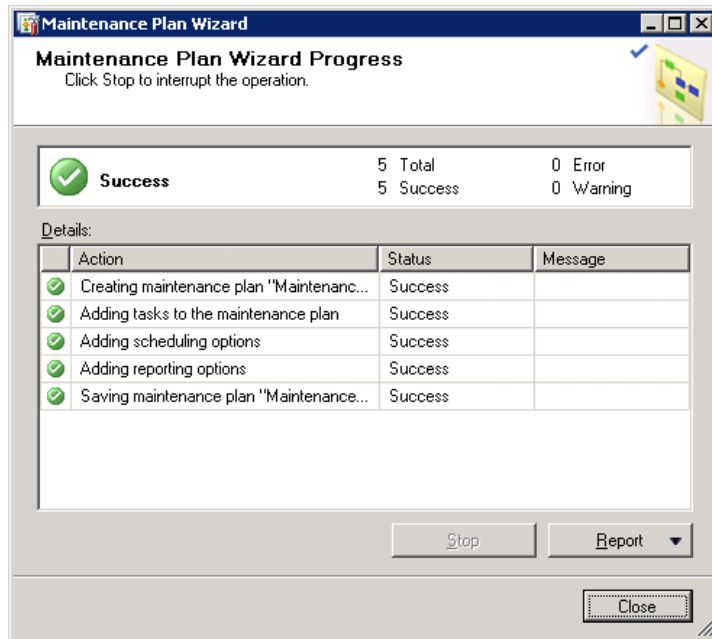 Maintenance Plan Wizard
Maintenance Plan Wizard Progress
Click Stop to interrupt the operation.
Success
5 Total
0 Error
5 Success
0 Warning
Details:
Action Status Message
Creating maintenance plan "Maintenanc... Success
Adding tasks to the maintenance plan Success
Adding scheduling options Success
Adding reporting options Success
Saving maintenance plan "Maintenance... Success
Stop Report
Close